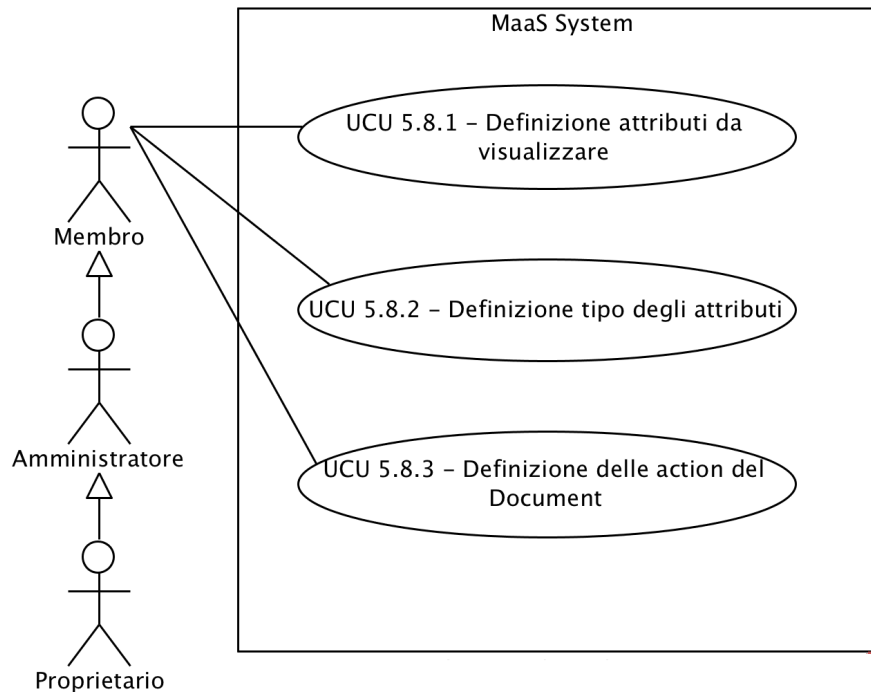 MaaS System
UCU 5.8.1 – Definizione attributi da
visualizzare
Membro
UCU 5.8.2 – Definizione tipo degli attributi
Amministratore
UCU 5.8.3 – Definizione delle action del
Document
Proprietario